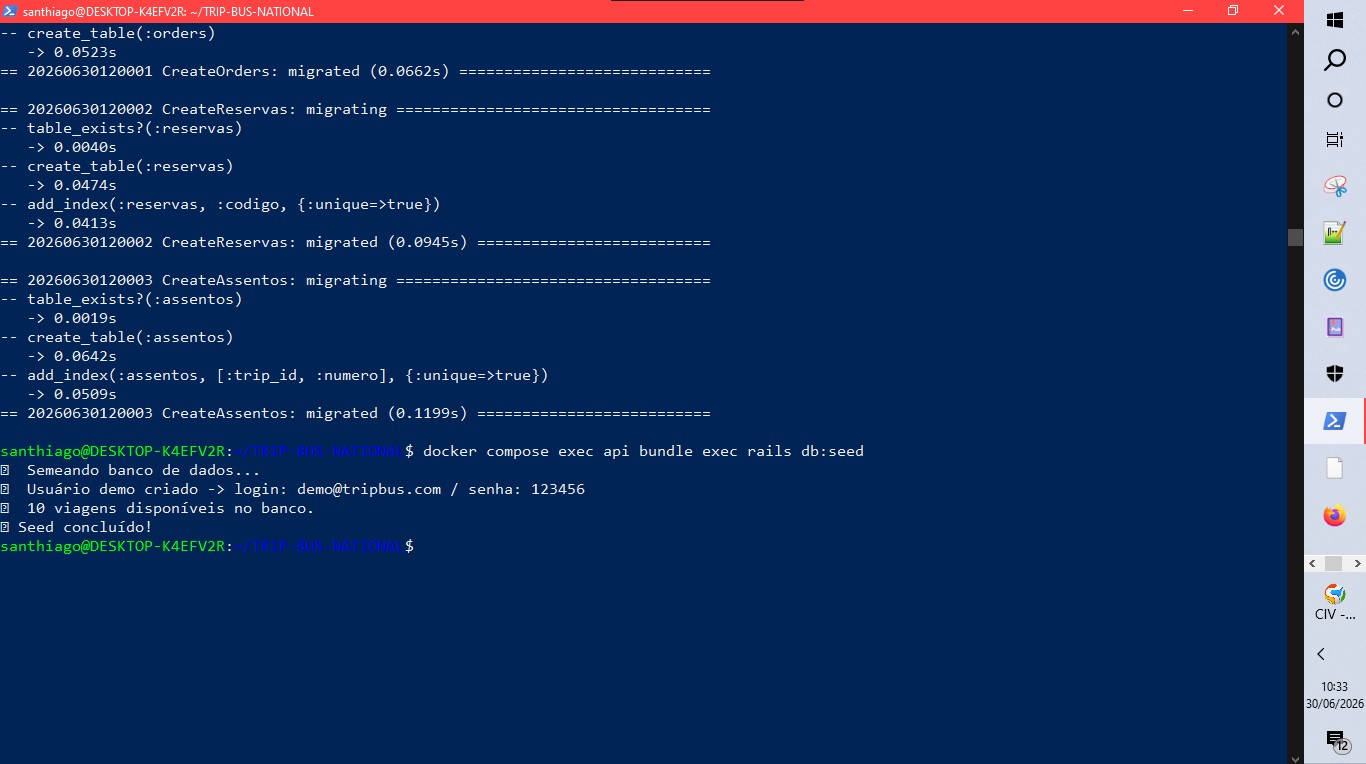 santhiago@DESKTOP-K4EFV2R: ~/TRIP-BUS-NATIONAL
-- create_table(:orders)
   -> 0.0523s
== 20260630120001 CreateOrders: migrated (0.0662s) ============================

== 20260630120002 CreateReservas: migrating ===================================
-- table_exists?(:reservas)
   -> 0.0040s
-- create_table(:reservas)
   -> 0.0474s
-- add_index(:reservas, :codigo, {:unique=>true})
   -> 0.0413s
== 20260630120002 CreateReservas: migrated (0.0945s) ==========================

== 20260630120003 CreateAssentos: migrating ===================================
-- table_exists?(:assentos)
   -> 0.0019s
-- create_table(:assentos)
   -> 0.0642s
-- add_index(:assentos, [:trip_id, :numero], {:unique=>true})
   -> 0.0509s
== 20260630120003 CreateAssentos: migrated (0.1199s) ==========================

santhiago@DESKTOP-K4EFV2R:~/TRIP-BUS-NATIONAL$ docker compose exec api bundle exec rails db:seed
Semeando banco de dados...
Usuário demo criado -> login: demo@tripbus.com / senha: 123456
10 viagens disponíveis no banco.
Seed concluído!
santhiago@DESKTOP-K4EFV2R:~/TRIP-BUS-NATIONAL$
CIV -...
10:33
30/06/2026
12